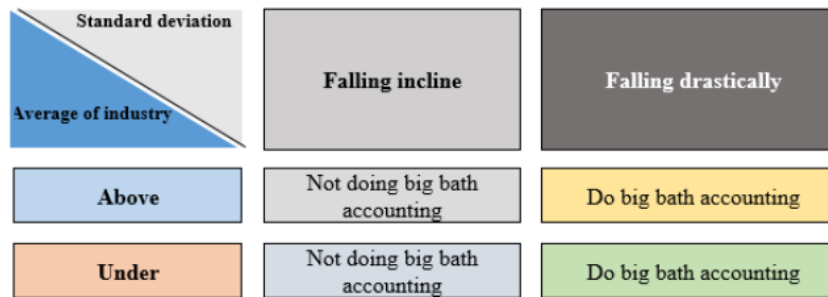 Standard deviation
Average of industry
Falling incline
Falling drastically
Above
Not doing big bath
accounting
Do big bath accounting
Under
Not doing big bath
accounting
Do big bath accounting